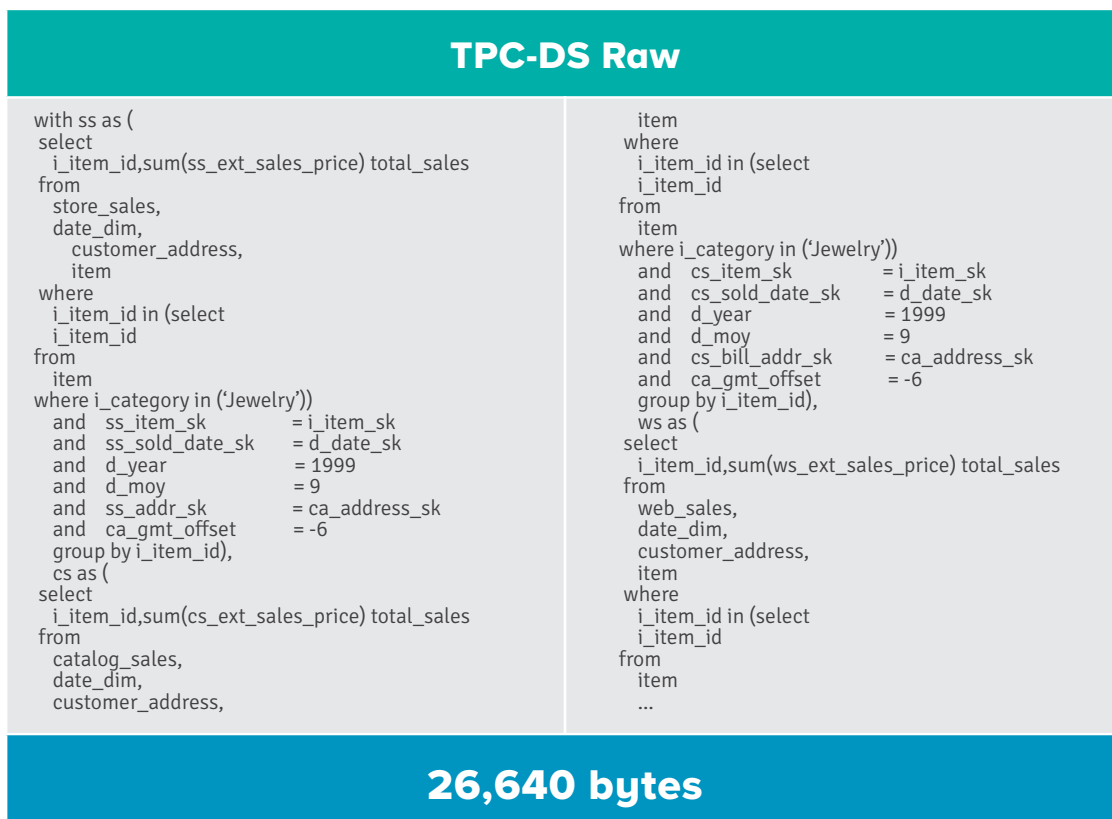 TPC-DS Raw
with ss as (
select
i_item_id,sum(ss_ext_sales_price) total_sales
from
store_sales,
date_dim,
customer_address,
item
where
i_item_id in (select
i_item_id
from
item
where i_category in (‘Jewelry’))
and ss_item_sk = i_item_sk
and ss_sold_date_sk = d_date_sk
and d_year = 1999
and d_moy = 9
and ss_addr_sk = ca_address_sk
and ca_gmt_offset = -6
group by i_item_id),
cs as (
select
i_item_id,sum(cs_ext_sales_price) total_sales
from
catalog_sales,
date_dim,
customer_address,
item
where
i_item_id in (select
i_item_id
from
item
where i_category in (‘Jewelry’))
and cs_item_sk = i_item_sk
and cs_sold_date_sk = d_date_sk
and d_year = 1999
and d_moy = 9
and cs_bill_addr_sk = ca_address_sk
and ca_gmt_offset = -6
group by i_item_id),
ws as (
select
i_item_id,sum(ws_ext_sales_price) total_sales
from
web_sales,
date_dim,
customer_address,
item
where
i_item_id in (select
i_item_id
from
item
...
26,640 bytes